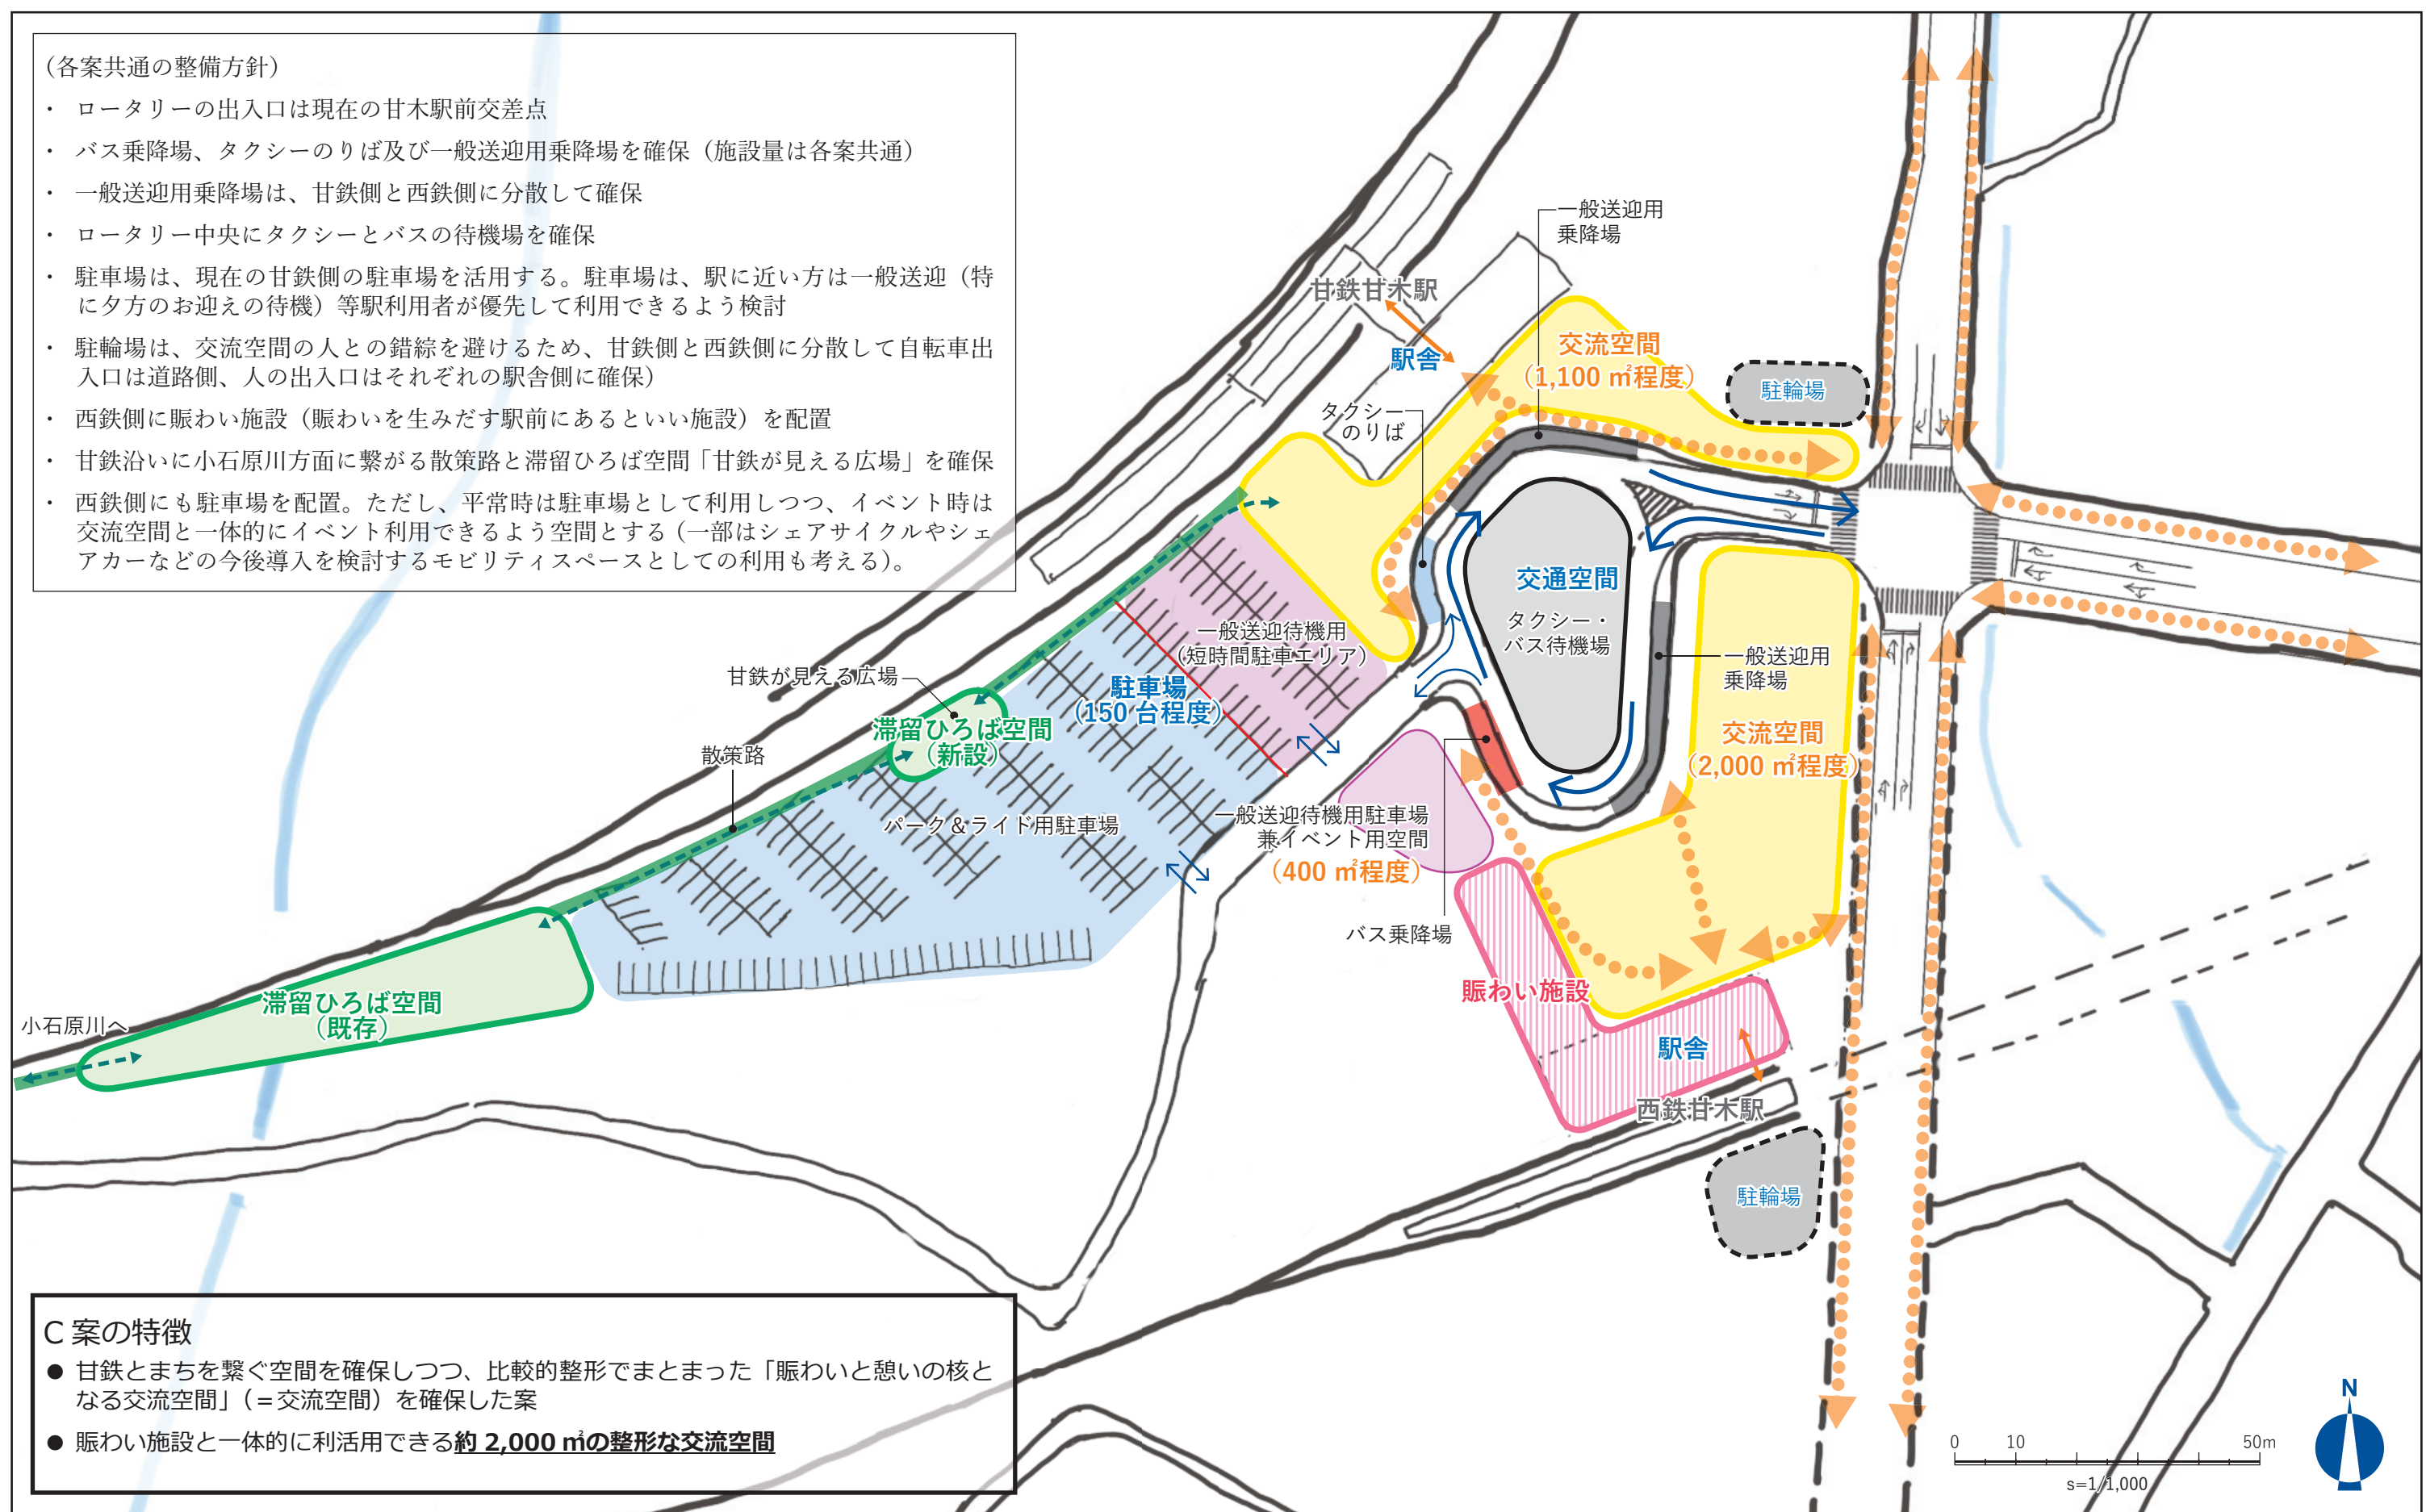 （各案共通の整備方針）
・ ロータリーの出入口は現在の甘木駅前交差点
・ バス乗降場、タクシーのりば及び一般送迎用乗降場を確保（施設量は各案共通）
・ 一般送迎用乗降場は、甘鉄側と西鉄側に分散して確保
・ ロータリー中央にタクシーとバスの待機場を確保
・ 駐車場は、現在の甘鉄側の駐車場を活用する。駐車場は、駅に近い方は一般送迎（特
に夕方のお迎えの待機）等駅利用者が優先して利用できるよう検討
・ 駐輪場は、交流空間の人との錯綜を避けるため、甘鉄側と西鉄側に分散して自転車出
入口は道路側、人の出入口はそれぞれの駅舎側に確保）
・ 西鉄側に賑わい施設（賑わいを生みだす駅前にあるといい施設）を配置
・ 甘鉄沿いに小石原川方面に繋がる散策路と滞留ひろば空間「甘鉄が見える広場」を確保
・ 西鉄側にも駐車場を配置。ただし、平常時は駐車場として利用しつつ、イベント時は
交流空間と一体的にイベント利用できるよう空間とする（一部はシェアサイクルやシェ
アカーなどの今後導入を検討するモビリティスペースとしての利用も考える）。
一般送迎用
乗降場
甘鉄甘木駅
駅舎
交流空間
（1,100 ㎡程度）
駐輪場
タクシー
のりば
交通空間
タクシー・
バス待機場
一般送迎待機用
（短時間駐車エリア）
一般送迎用
乗降場
甘鉄が見える広場
駐車場
（150 台程度）
滞留ひろば空間
（新設）
交流空間
（2,000 ㎡程度）
散策路
パーク＆ライド用駐車場
一般送迎待機用駐車場
兼イベント用空間
（400 ㎡程度）
バス乗降場
賑わい施設
滞留ひろば空間
（既存）
小石原川へ
駅舎
西鉄甘木駅
駐輪場
C 案の特徴
● 甘鉄とまちを繋ぐ空間を確保しつつ、比較的整形でまとまった「賑わいと憩いの核と
なる交流空間」（＝交流空間）を確保した案
● 賑わい施設と一体的に利活用できる約 2,000 ㎡の整形な交流空間
N
0 10 50m
s=1/1,000